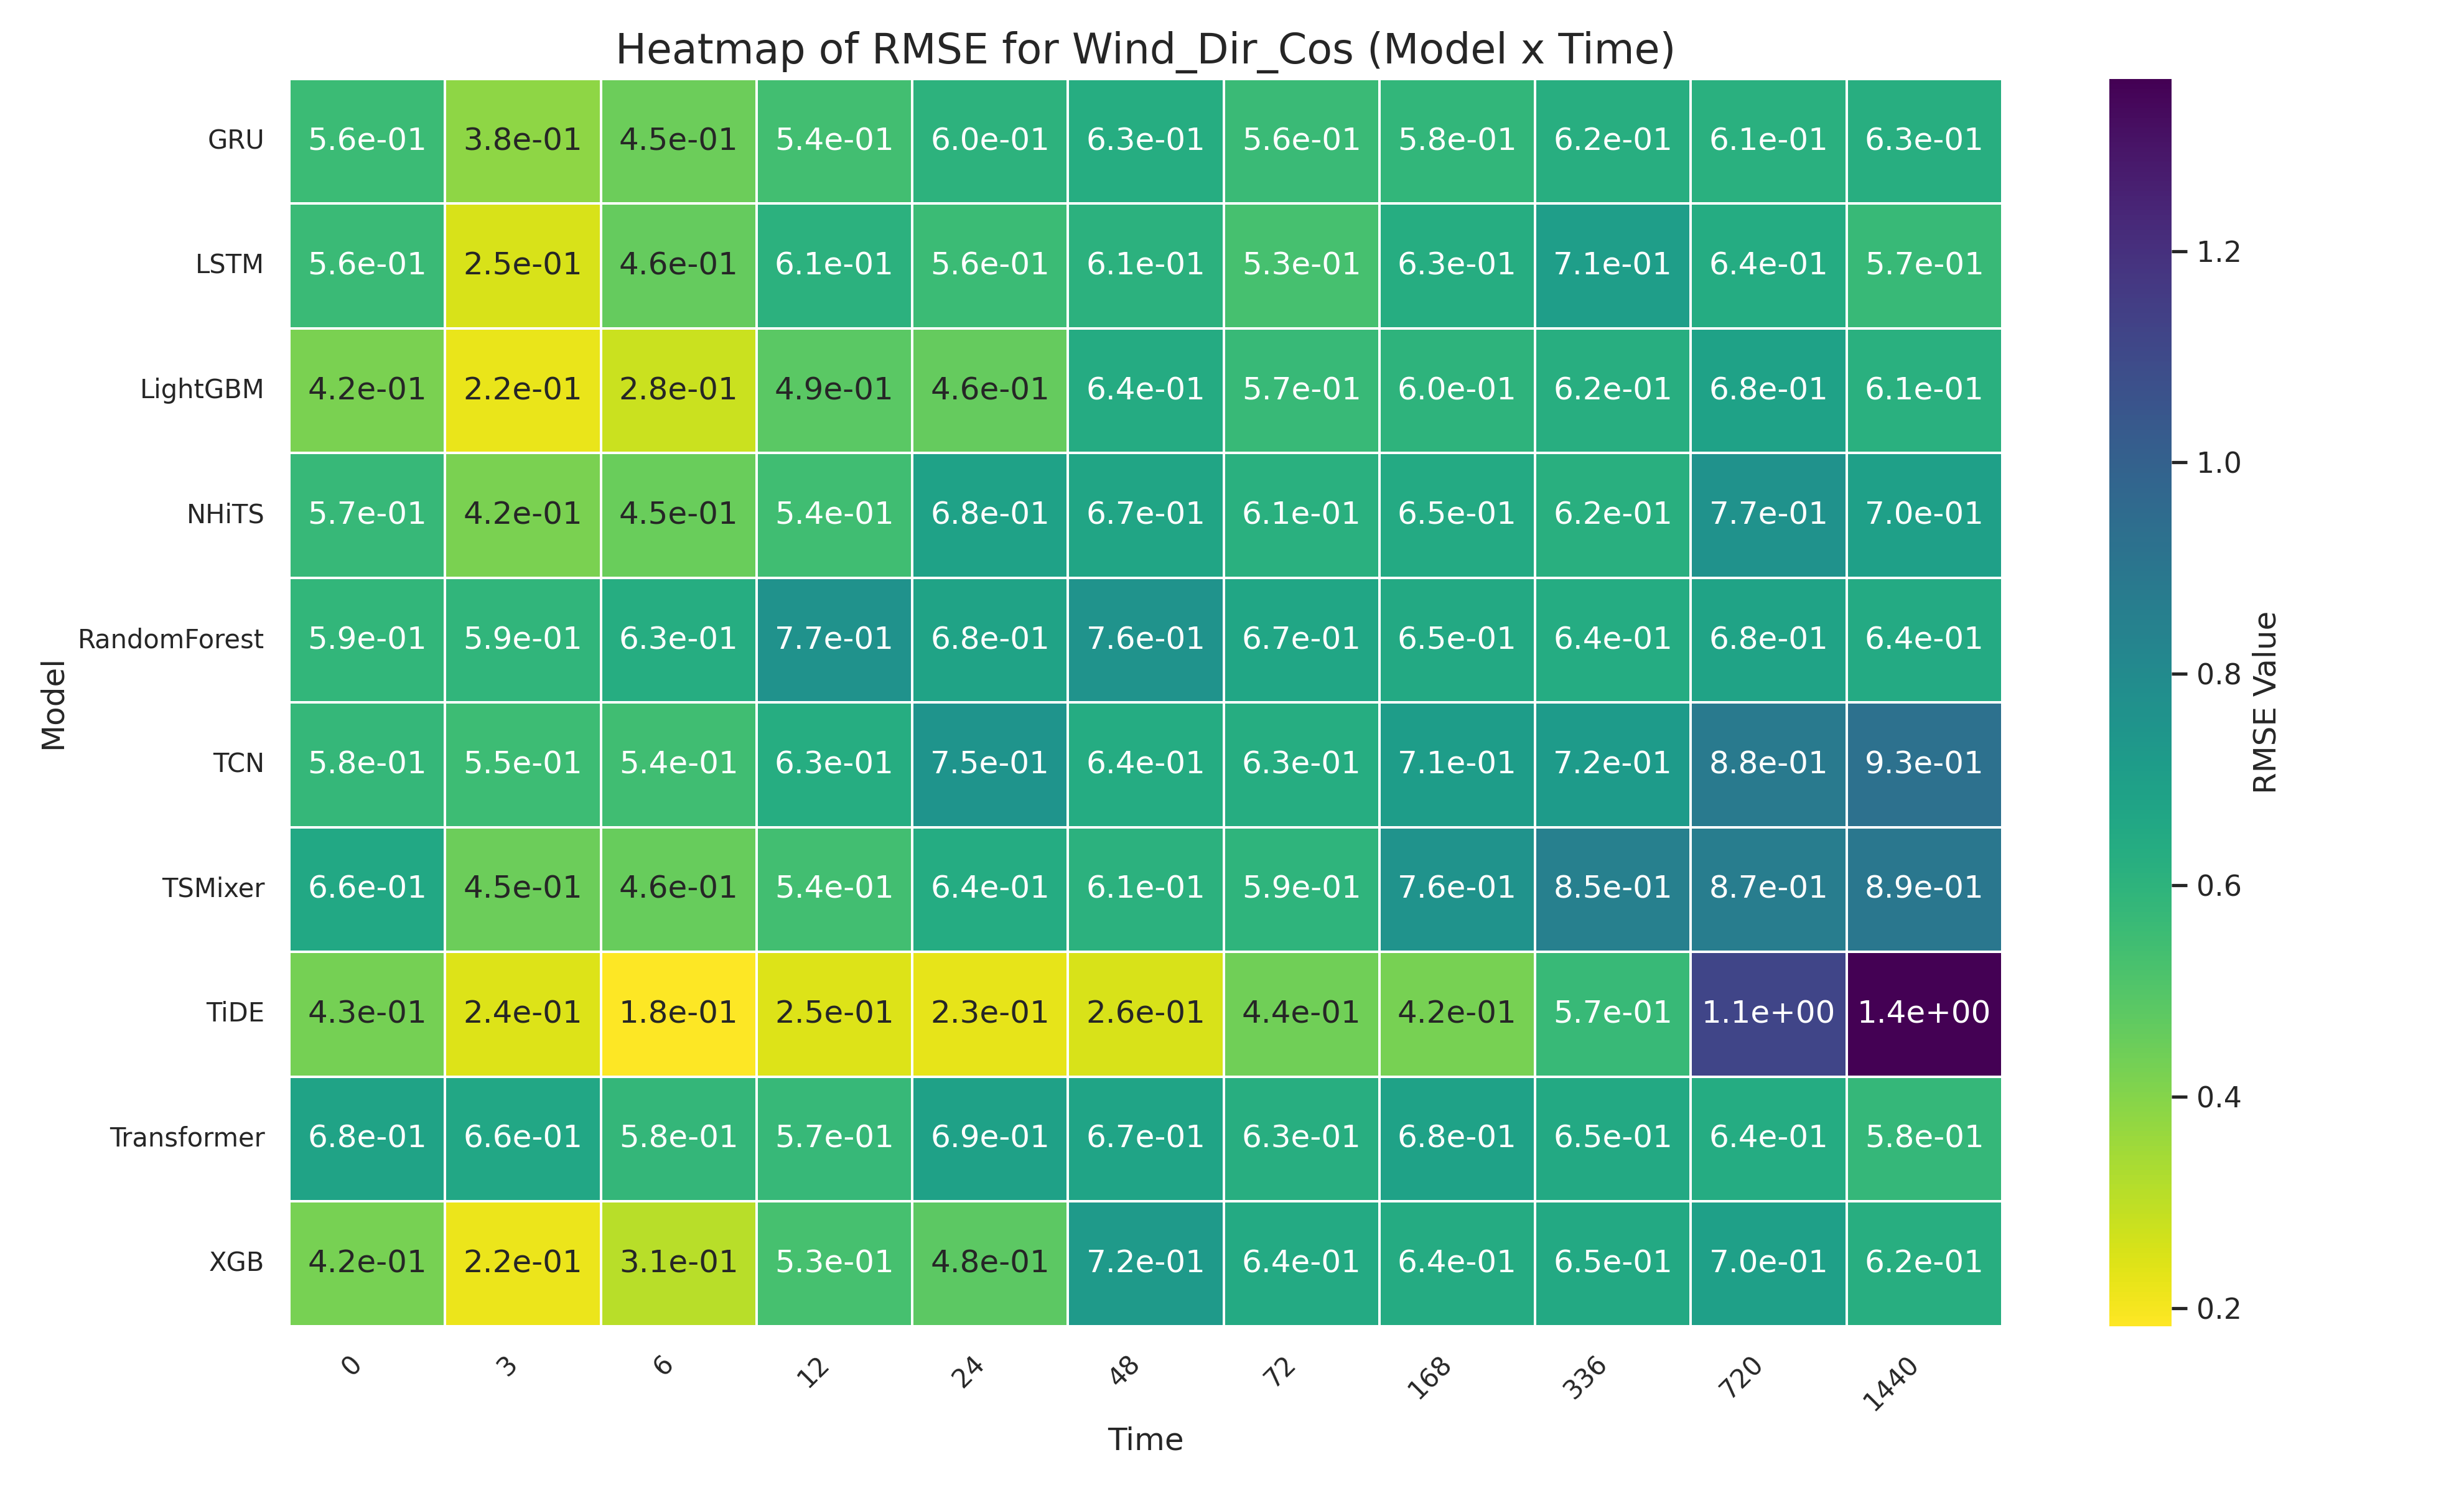 Heatmap of RMSE for Wind_Dir_Cos (Model x Time)
GRU 5.6e-01 3.8e-01 4.5e-01 5.4e-01 6.0e-01 6.3e-01 5.6e-01 5.8e-01 6.2e-01 6.1e-01 6.3e-01
LSTM 5.6e-01 2.5e-01 4.6e-01 6.1e-01 5.6e-01 6.1e-01 5.3e-01 6.3e-01 7.1e-01 6.4e-01 5.7e-01
LightGBM 4.2e-01 2.2e-01 2.8e-01 4.9e-01 4.6e-01 6.4e-01 5.7e-01 6.0e-01 6.2e-01 6.8e-01 6.1e-01
NHiTS 5.7e-01 4.2e-01 4.5e-01 5.4e-01 6.8e-01 6.7e-01 6.1e-01 6.5e-01 6.2e-01 7.7e-01 7.0e-01
RandomForest 5.9e-01 5.9e-01 6.3e-01 7.7e-01 6.8e-01 7.6e-01 6.7e-01 6.5e-01 6.4e-01 6.8e-01 6.4e-01
TCN 5.8e-01 5.5e-01 5.4e-01 6.3e-01 7.5e-01 6.4e-01 6.3e-01 7.1e-01 7.2e-01 8.8e-01 9.3e-01
TSMixer 6.6e-01 4.5e-01 4.6e-01 5.4e-01 6.4e-01 6.1e-01 5.9e-01 7.6e-01 8.5e-01 8.7e-01 8.9e-01
TiDE 4.3e-01 2.4e-01 1.8e-01 2.5e-01 2.3e-01 2.6e-01 4.4e-01 4.2e-01 5.7e-01 1.1e+00 1.4e+00
Transformer 6.8e-01 6.6e-01 5.8e-01 5.7e-01 6.9e-01 6.7e-01 6.3e-01 6.8e-01 6.5e-01 6.4e-01 5.8e-01
XGB 4.2e-01 2.2e-01 3.1e-01 5.3e-01 4.8e-01 7.2e-01 6.4e-01 6.4e-01 6.5e-01 7.0e-01 6.2e-01
0 3 6 12 24 48 72 168 336 720 1440
Time
Model
1.2
1.0
0.8
0.6
0.4
0.2
RMSE Value